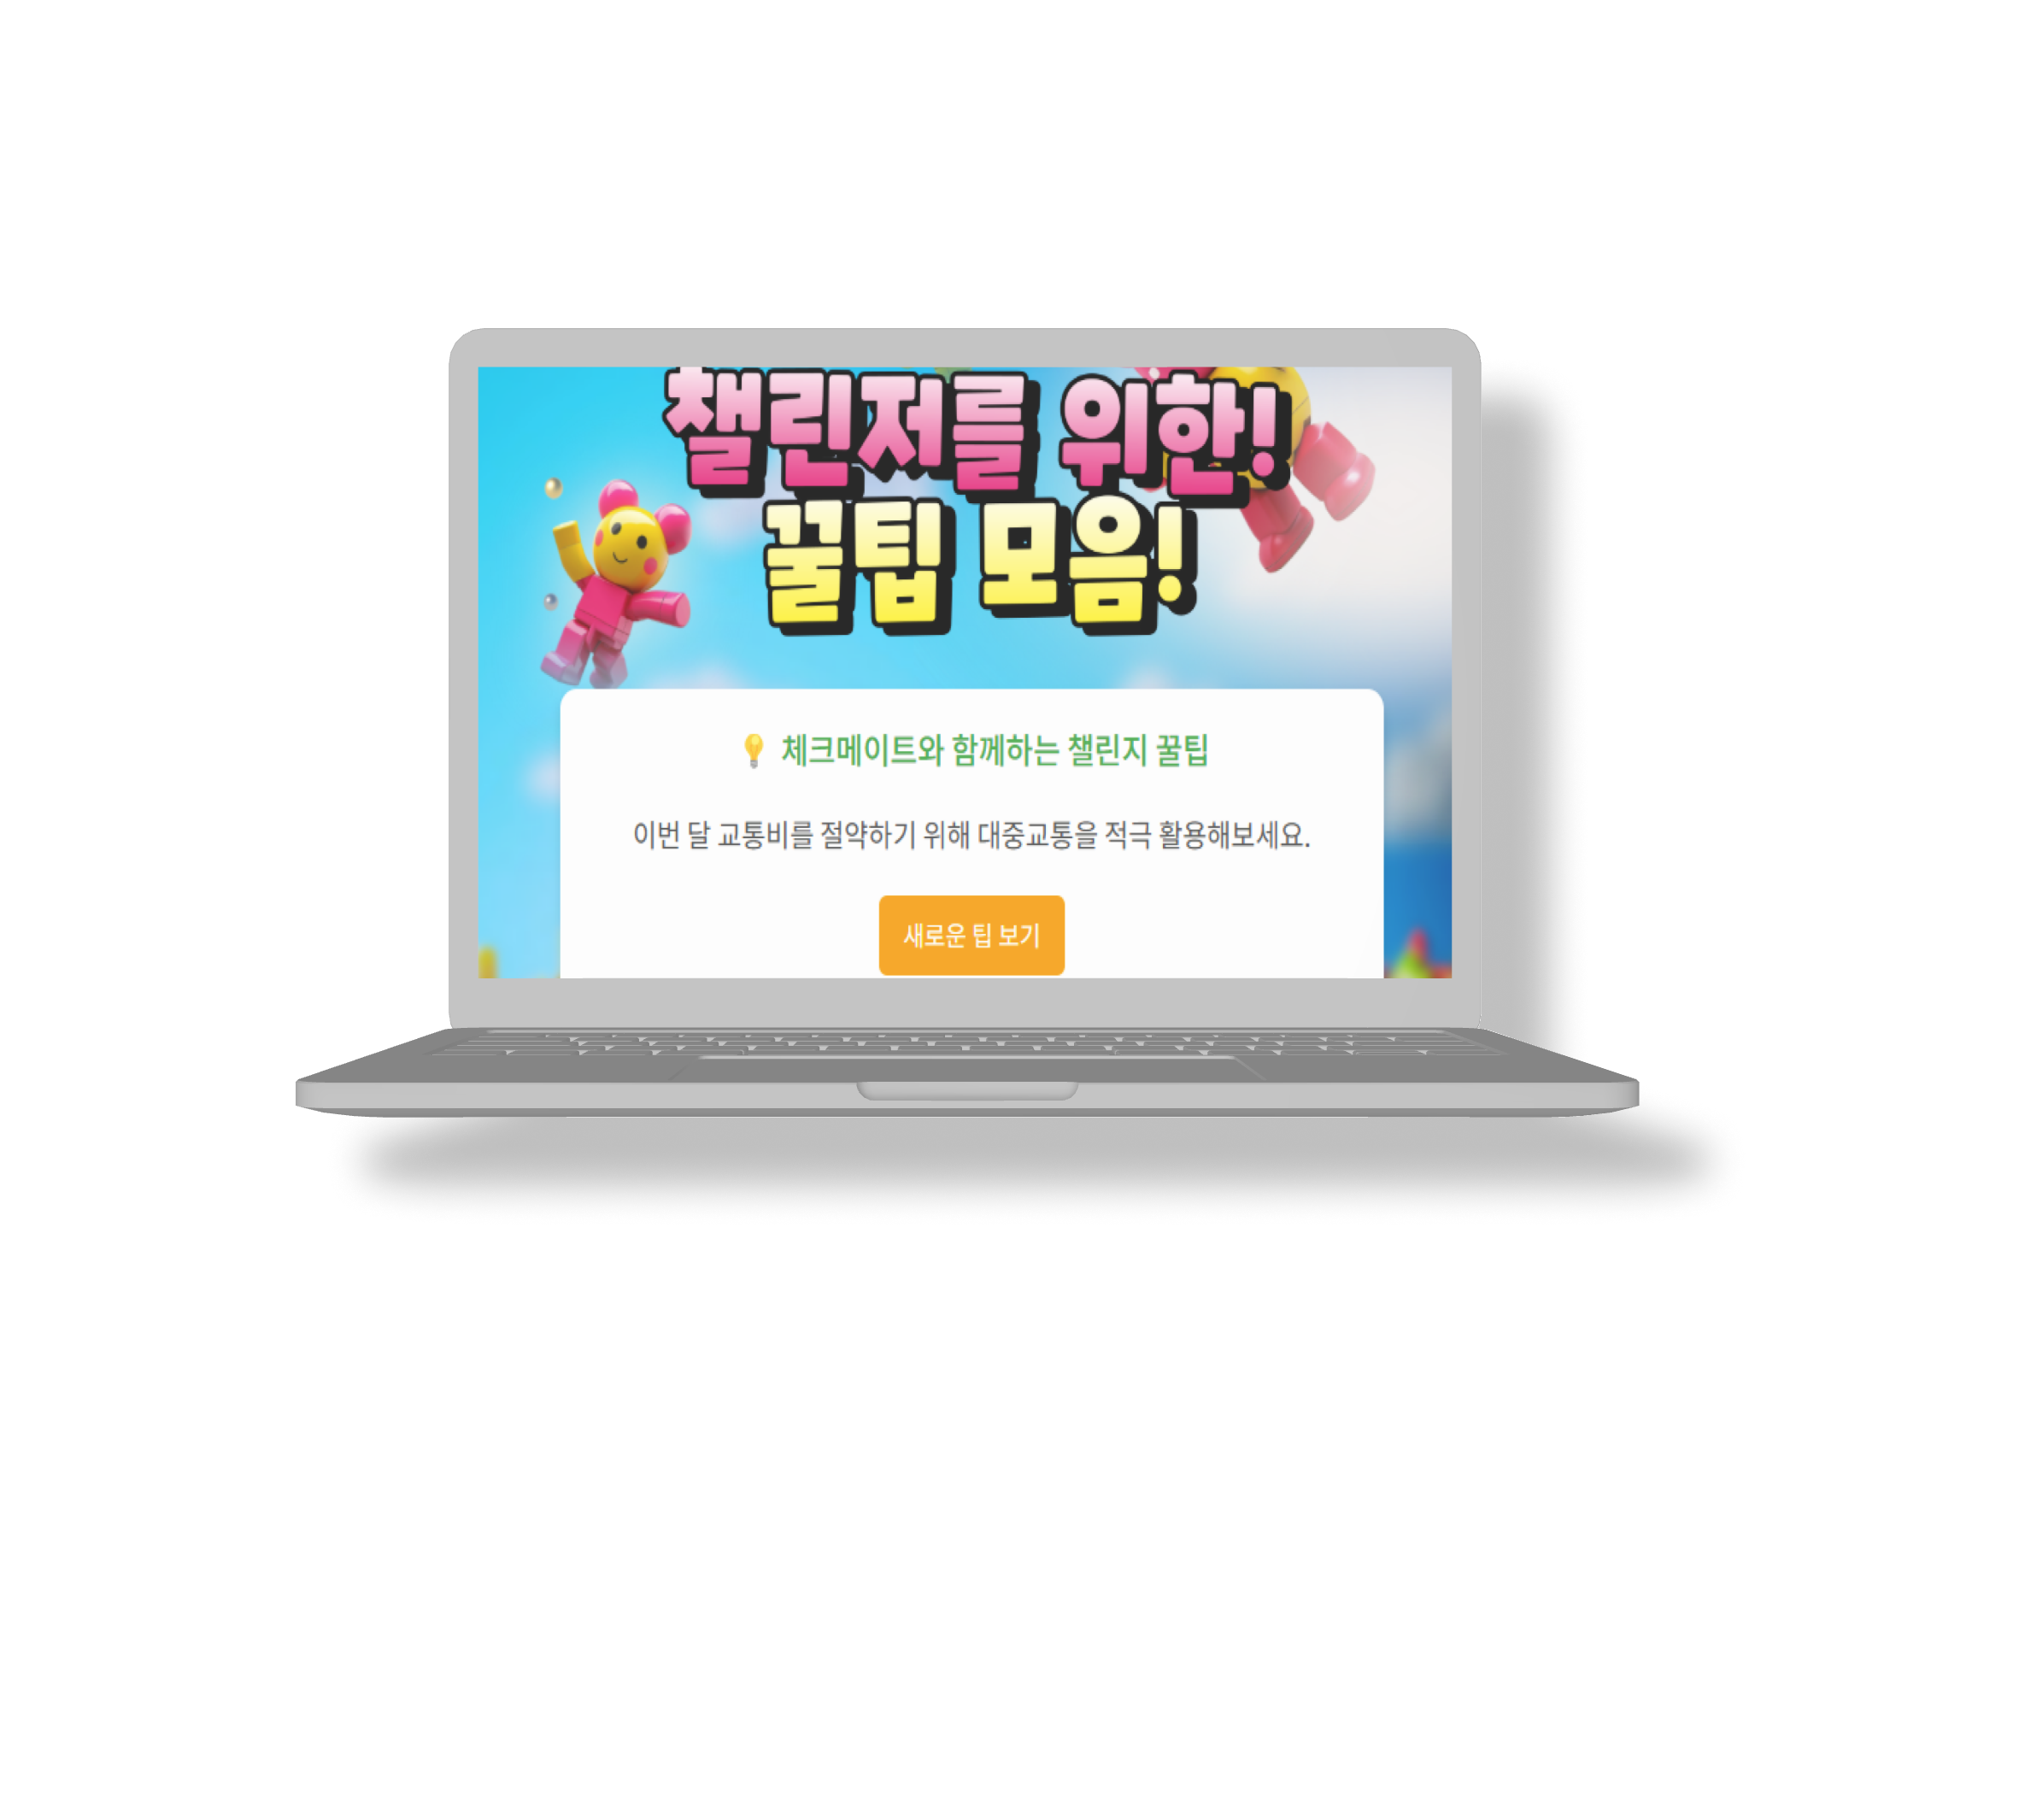 챌린저를 위한!
꿀팁 모음!
💡 체크메이트와 함께하는 챌린지 꿀팁
이번 달 교통비를 절약하기 위해 대중교통을 적극 활용해보세요.
새로운 팁 보기